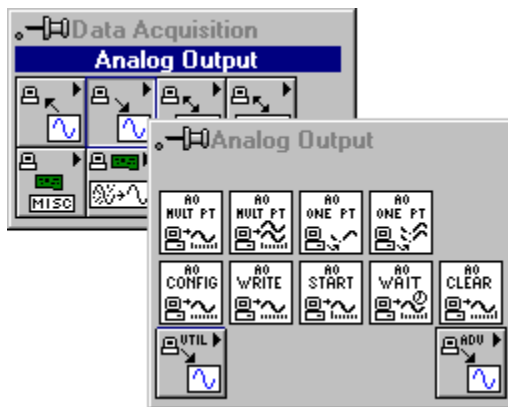 Data Acquisition
Analog Output
MISC
Analog Output
AO MULT PT
AO MULT PT
AO ONE PT
AO ONE PT
AO CONFIG
AO WRITE
AO START
AO WAIT
AO CLEAR
UTIL
ADV